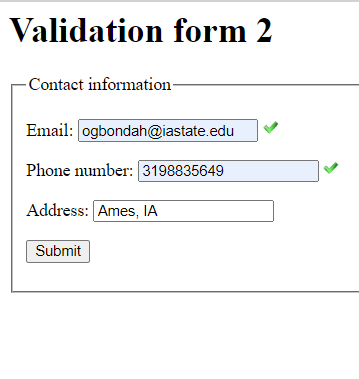 Validation form 2
Contact information
Email: ogbondah@iastate.edu
Phone number: 3198835649
Address: Ames, IA
Submit